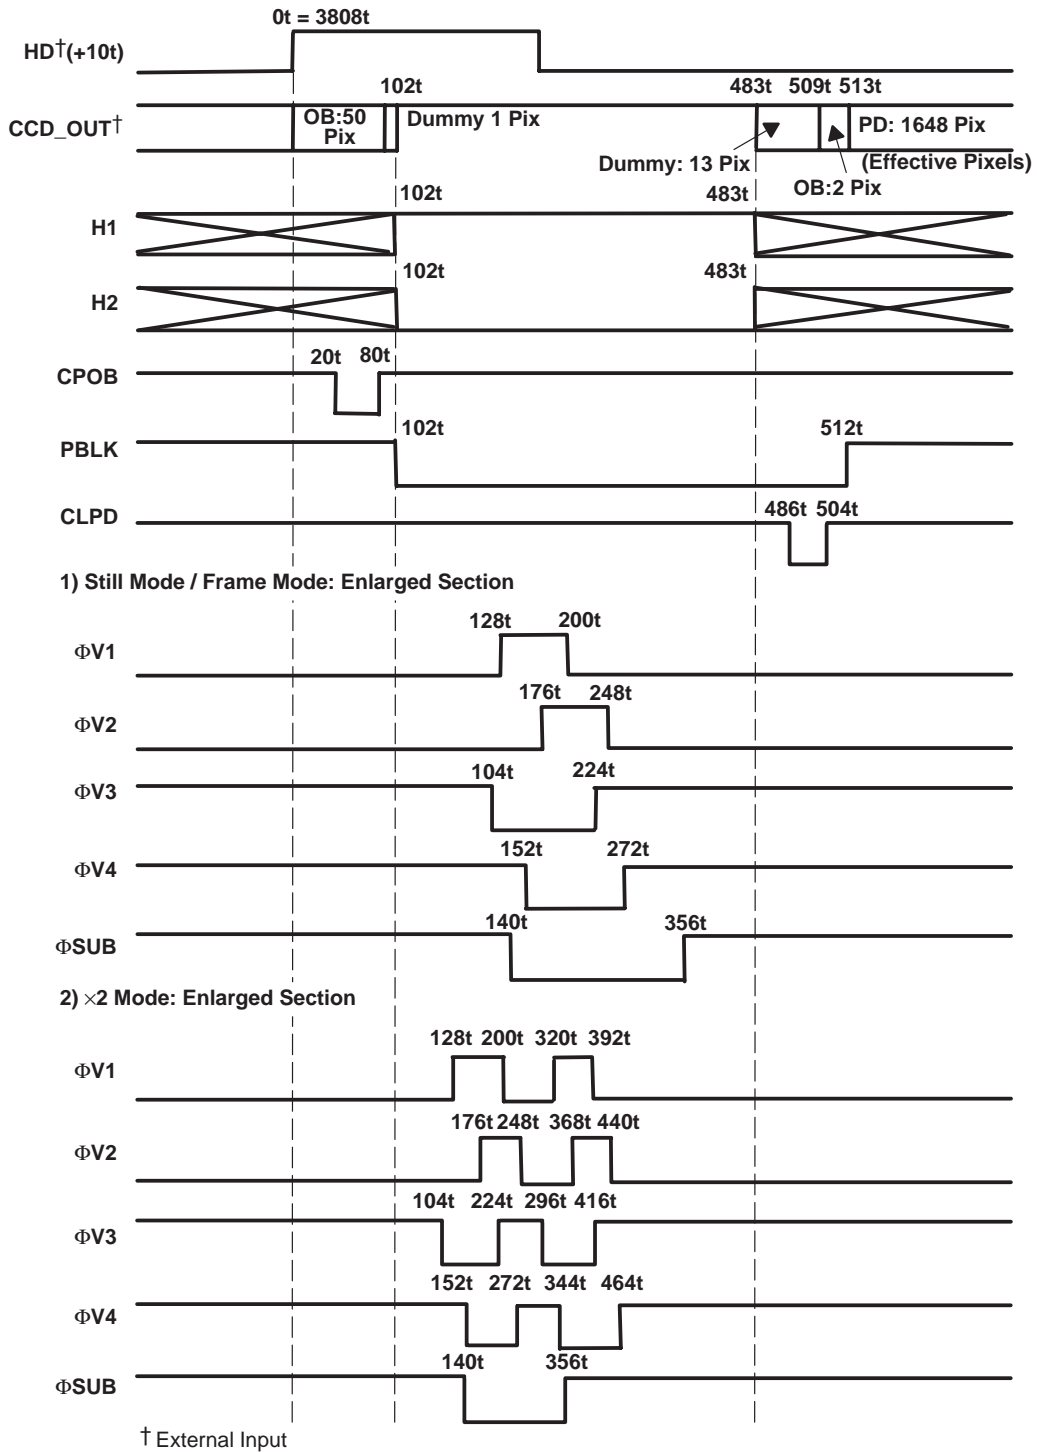 0t = 3808t
HD†(+10t)
102t 483t 509t 513t
CCD_OUT†
OB:50 Pix
Dummy 1 Pix
PD: 1648 Pix
Dummy: 13 Pix
(Effective Pixels)
OB:2 Pix
102t 483t
H1
102t 483t
H2
20t 80t
CPOB
102t 512t
PBLK
486t 504t
CLPD
1) Still Mode / Frame Mode: Enlarged Section
128t 200t
ΦV1
176t 248t
ΦV2
104t 224t
ΦV3
152t 272t
ΦV4
140t 356t
ΦSUB
2) ×2 Mode: Enlarged Section
128t 200t 320t 392t
ΦV1
176t 248t 368t 440t
ΦV2
104t 224t 296t 416t
ΦV3
152t 272t 344t 464t
ΦV4
140t 356t
ΦSUB
† External Input